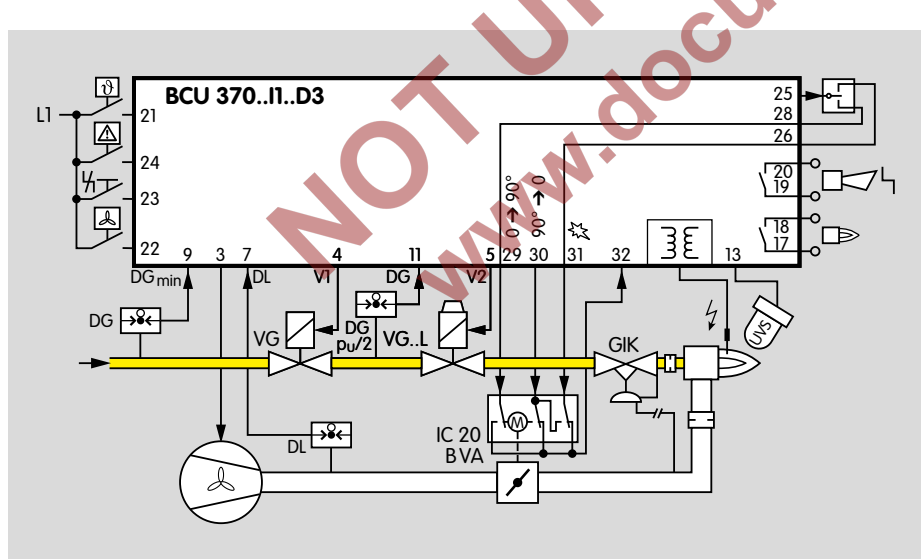 NOT U
www.docu
BCU 370..I1..D3
ϑ
L1
21
24
23
22
25
28
26
20
19
18
17
0 ➔ 90°
90° ➔ 0
9 3 7 4 11 5 29 30 31 32 13
DGmin DL V1 DG V2
DG
VG
DG
pu/2
VG..L
GIK
UVS
M
IC 20
BVA
DL